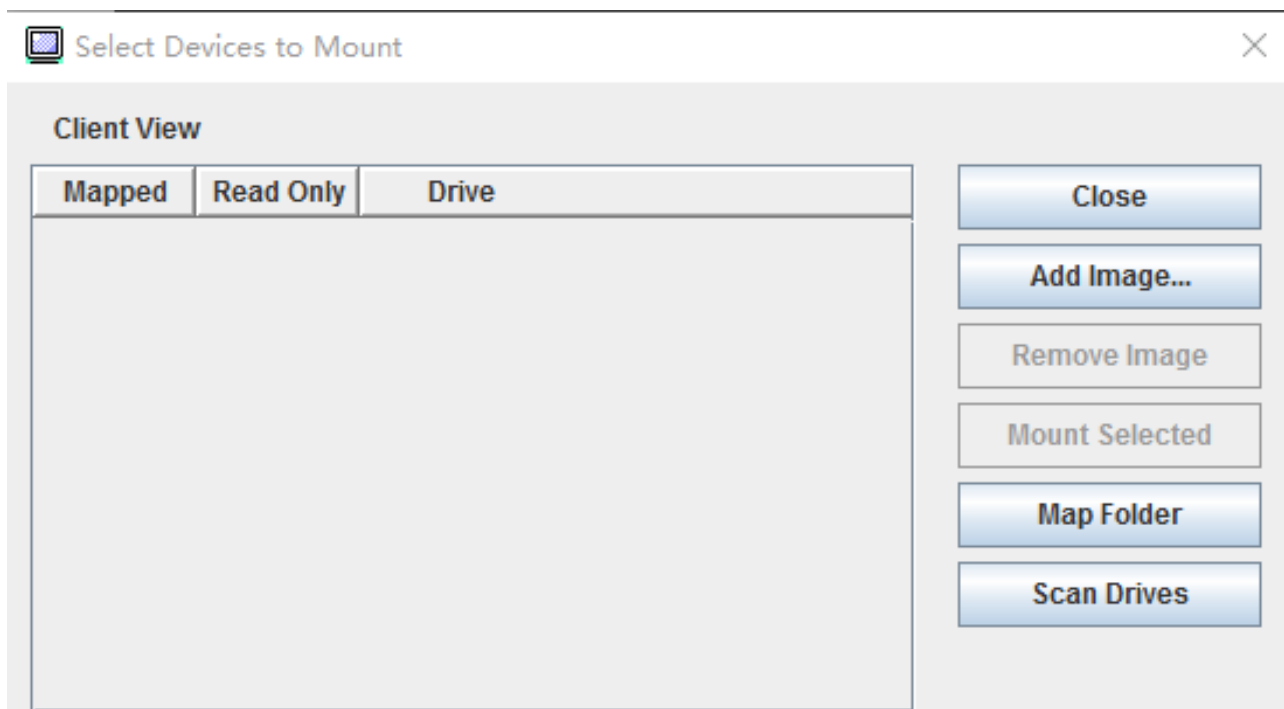 Select Devices to Mount
Client View
Mapped Read Only Drive
Close
Add Image...
Remove Image
Mount Selected
Map Folder
Scan Drives